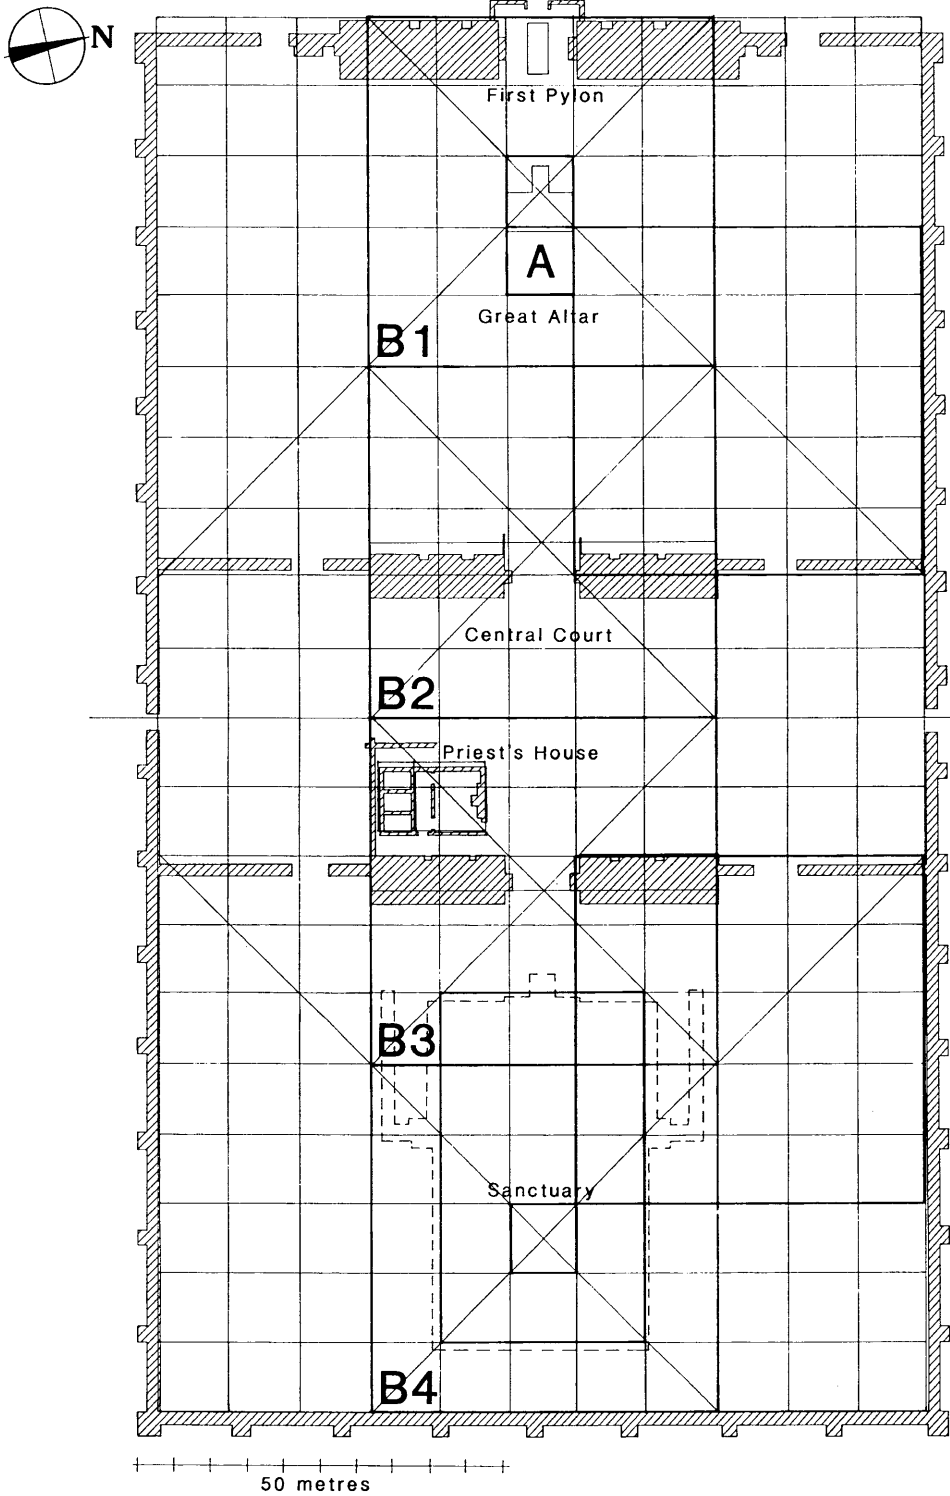 N
First Pylon
A
Great Altar
B1
Central Court
B2
Priest's House
B3
Sanctuary
B4
50 metres